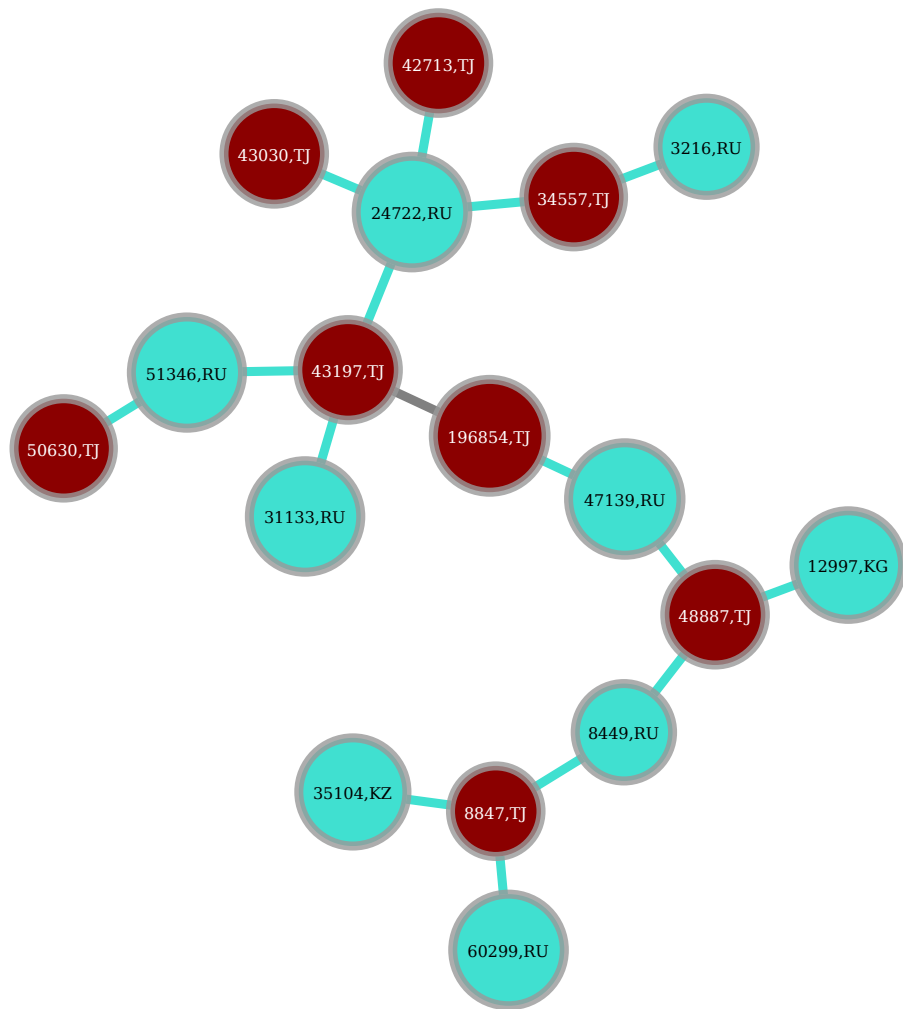 42713,TJ
3216,RU
43030,TJ
34557,TJ
24722,RU
43197,TJ
51346,RU
196854,TJ
50630,TJ
47139,RU
31133,RU
12997,KG
48887,TJ
8449,RU
35104,KZ
8847,TJ
60299,RU